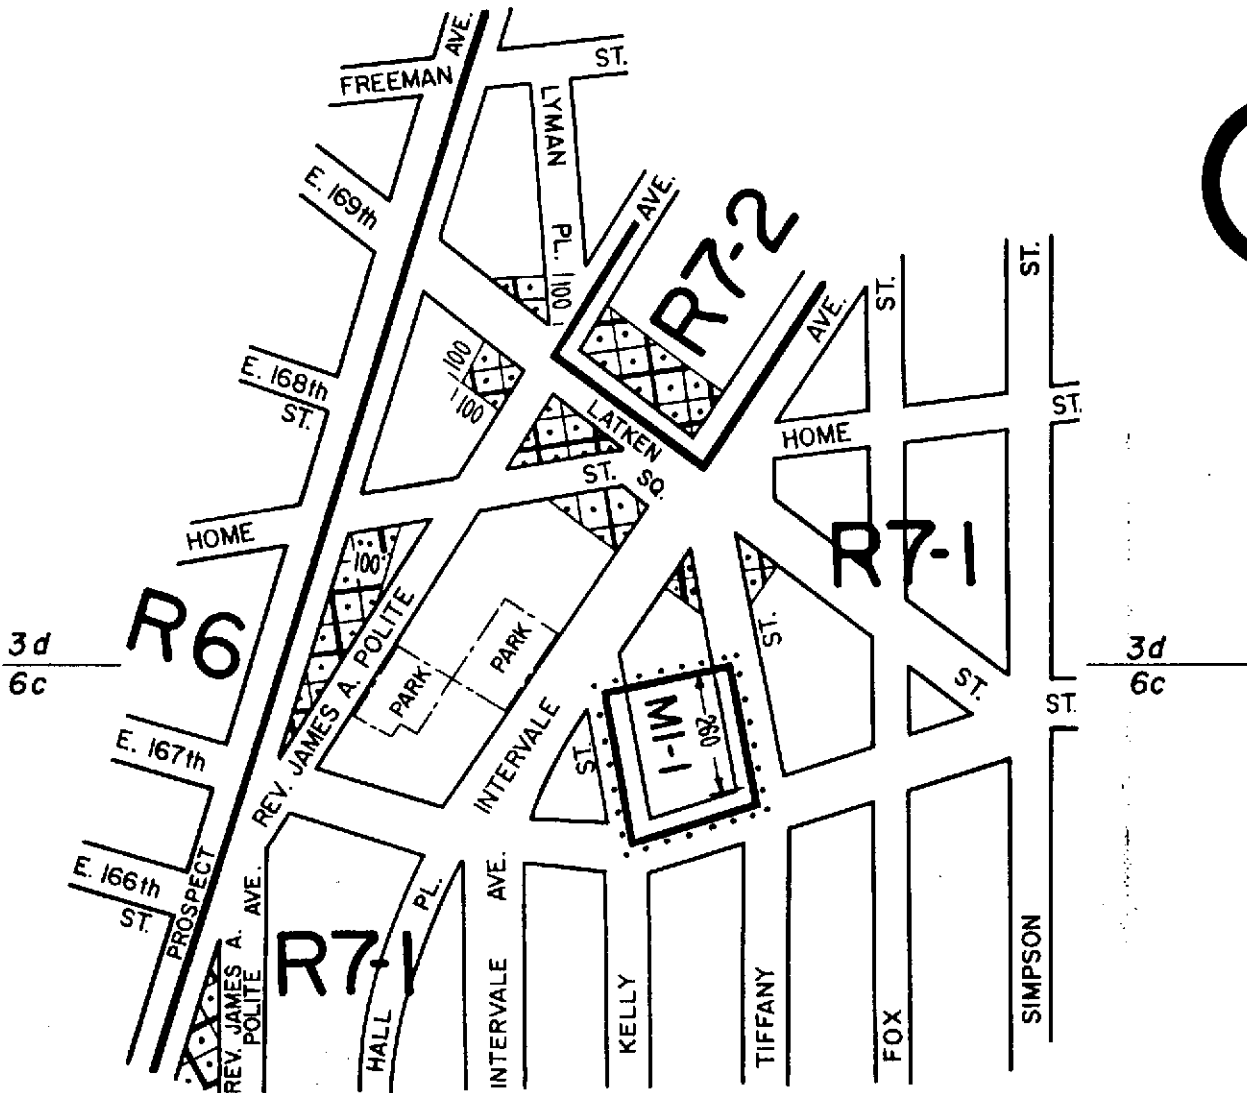 AVE.
FREEMAN
ST.
LYMAN
PL.
100
E. 169th
AVE.
R7-2
ST.
ST.
AVE.
E. 168th
ST.
100
100
LATKEN
SQ.
ST.
HOME
ST.
HOME
100
R7-1
R6
3d
6c
REV. JAMES A. POLITE
PARK
PARK
ST.
ST.
3d
6c
ST.
M1-1
260
INTERVALE
ST
E. 167th
E. 166th
ST.
PROSPECT
REV. JAMES A.
POLITE AVE.
R7-1
HALL PL.
INTERVALE AVE.
KELLY
TIFFANY
FOX
SIMPSON